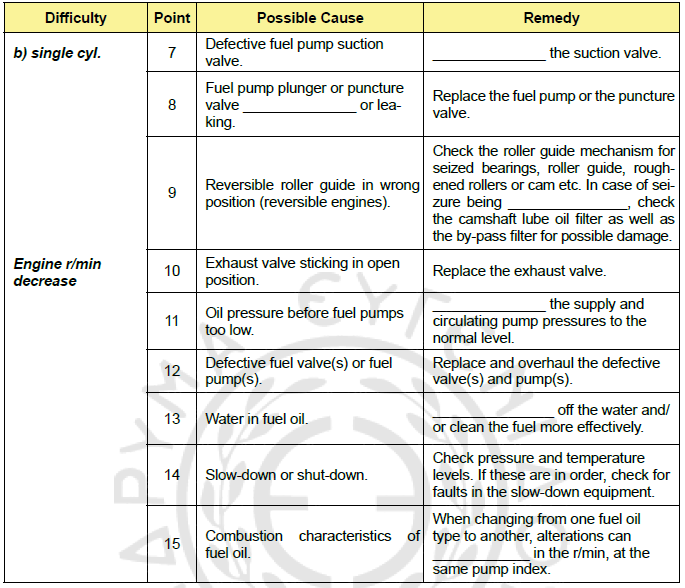 Difficulty Point Possible Cause Remedy
b) single cyl. 7 Defective fuel pump suction
valve. ______________ the suction valve.
8 Fuel pump plunger or puncture
valve ______________ or lea-
king. Replace the fuel pump or the puncture
valve.
9 Reversible roller guide in wrong
position (reversible engines). Check the roller guide mechanism for
seized bearings, roller guide, rough-
ened rollers or cam etc. In case of sei-
zure being _______________, check
the camshaft lube oil filter as well as
the by-pass filter for possible damage.
Engine r/min
decrease 10 Exhaust valve sticking in open
position. Replace the exhaust valve.
11 Oil pressure before fuel pumps
too low. ______________ the supply and
circulating pump pressures to the
normal level.
12 Defective fuel valve(s) or fuel
pump(s). Replace and overhaul the defective
valve(s) and pump(s).
13 Water in fuel oil. _______________ off the water and/
or clean the fuel more effectively.
14 Slow-down or shut-down. Check pressure and temperature
levels. If these are in order, check for
faults in the slow-down equipment.
15 Combustion characteristics of
fuel oil. When changing from one fuel oil
type to another, alterations can
____________ in the r/min, at the
same pump index.
ΔΡΥΜΑ ΕΥΓΕ